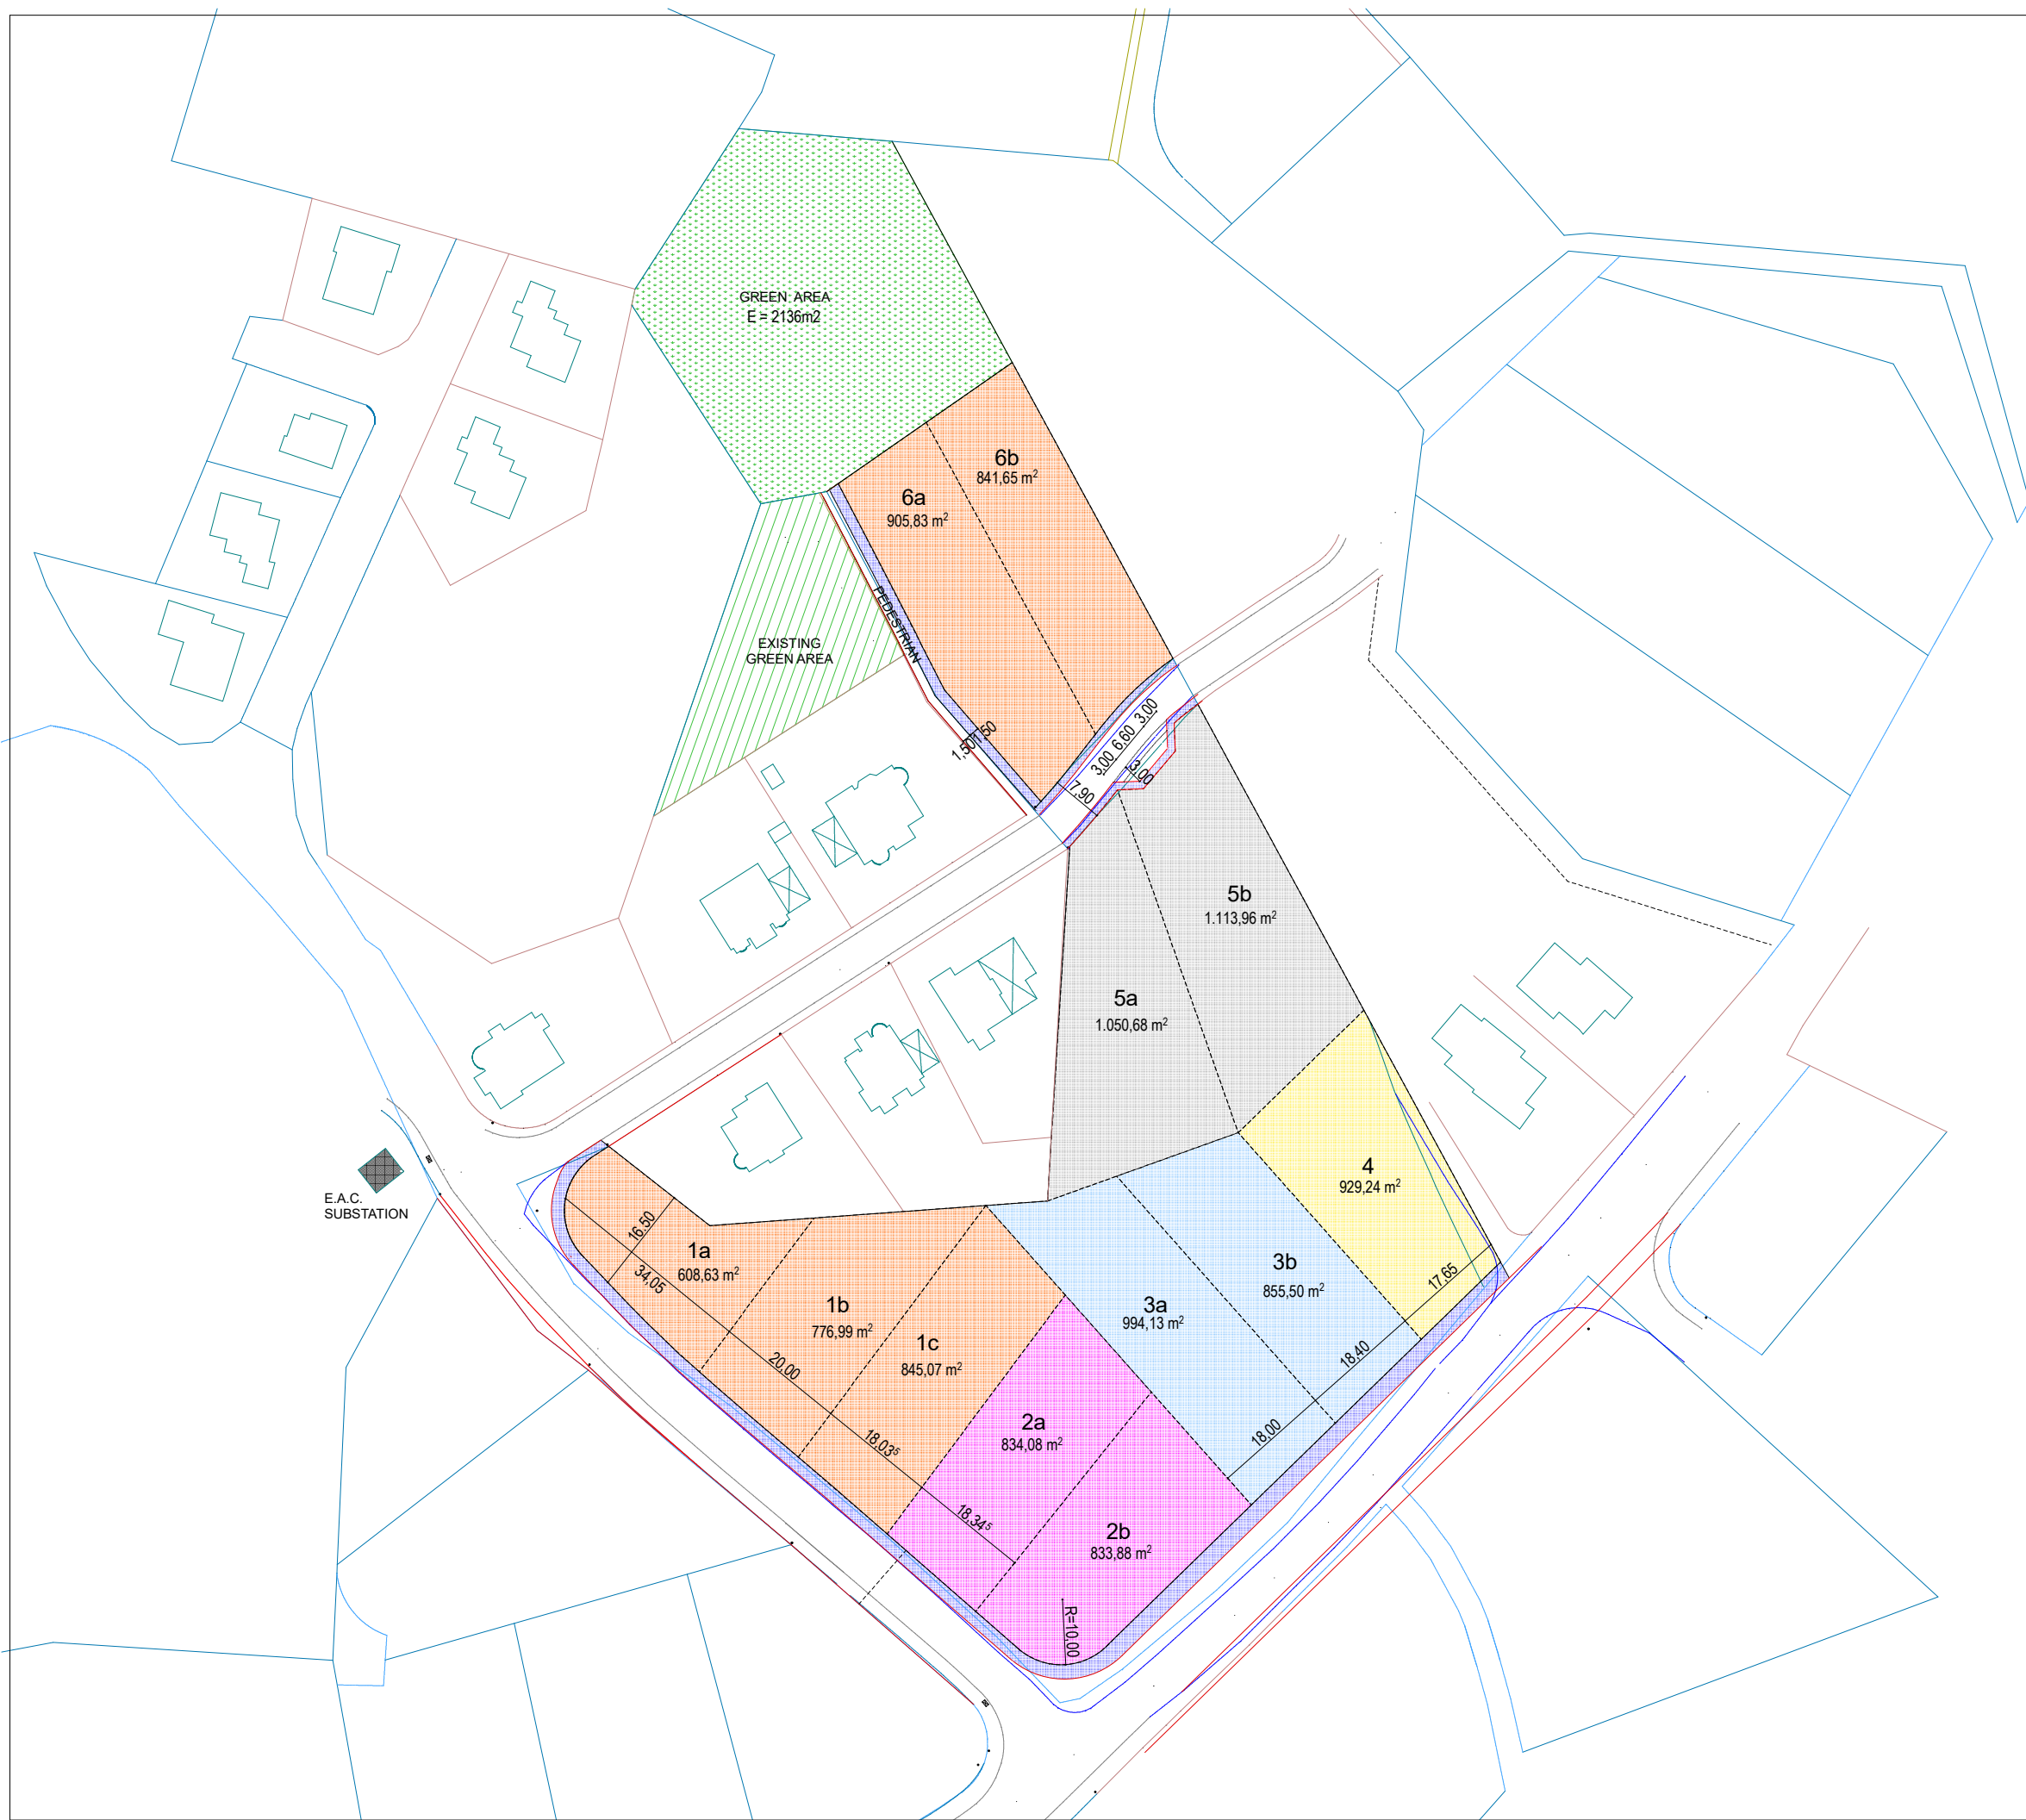 GREEN AREA
E = 2136m2
6b
841,65 m²
6a
905,83 m²
PEDESTRIAN
EXISTING
GREEN AREA
1,50
1,50
3,00
6,60
3,00
3,00
7,90
5b
1.113,96 m²
5a
1.050,68 m²
4
929,24 m²
E.A.C.
SUBSTATION
16,50
1a
608,63 m²
34,05
1b
776,99 m²
1c
845,07 m²
3b
855,50 m²
3a
994,13 m²
17,65
18,40
18,00
20,00
18,03⁵
2a
834,08 m²
18,34⁵
2b
833,88 m²
R=10,00